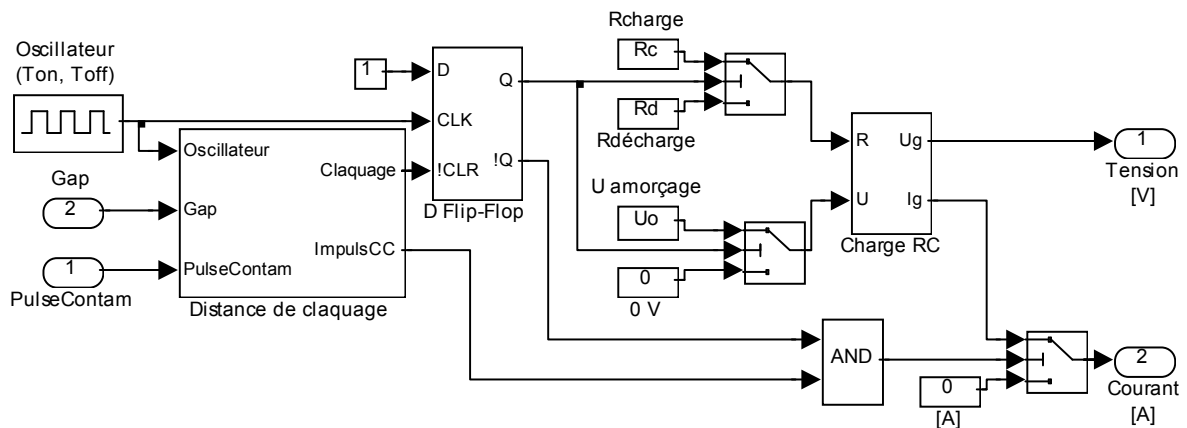 Oscillateur
(Ton, Toff)
Gap
2
1
PulseContam
Oscillateur
Gap
PulseContam
Claquage
ImpulsCC
Distance de claquage
1
D
CLK
!CLR
Q
!Q
D Flip-Flop
Rcharge
Rc
Rd
Rdécharge
U amorçage
Uo
0
0 V
R
U
Ug
Ig
Charge RC
AND
0
[A]
1
Tension
[V]
2
Courant
[A]